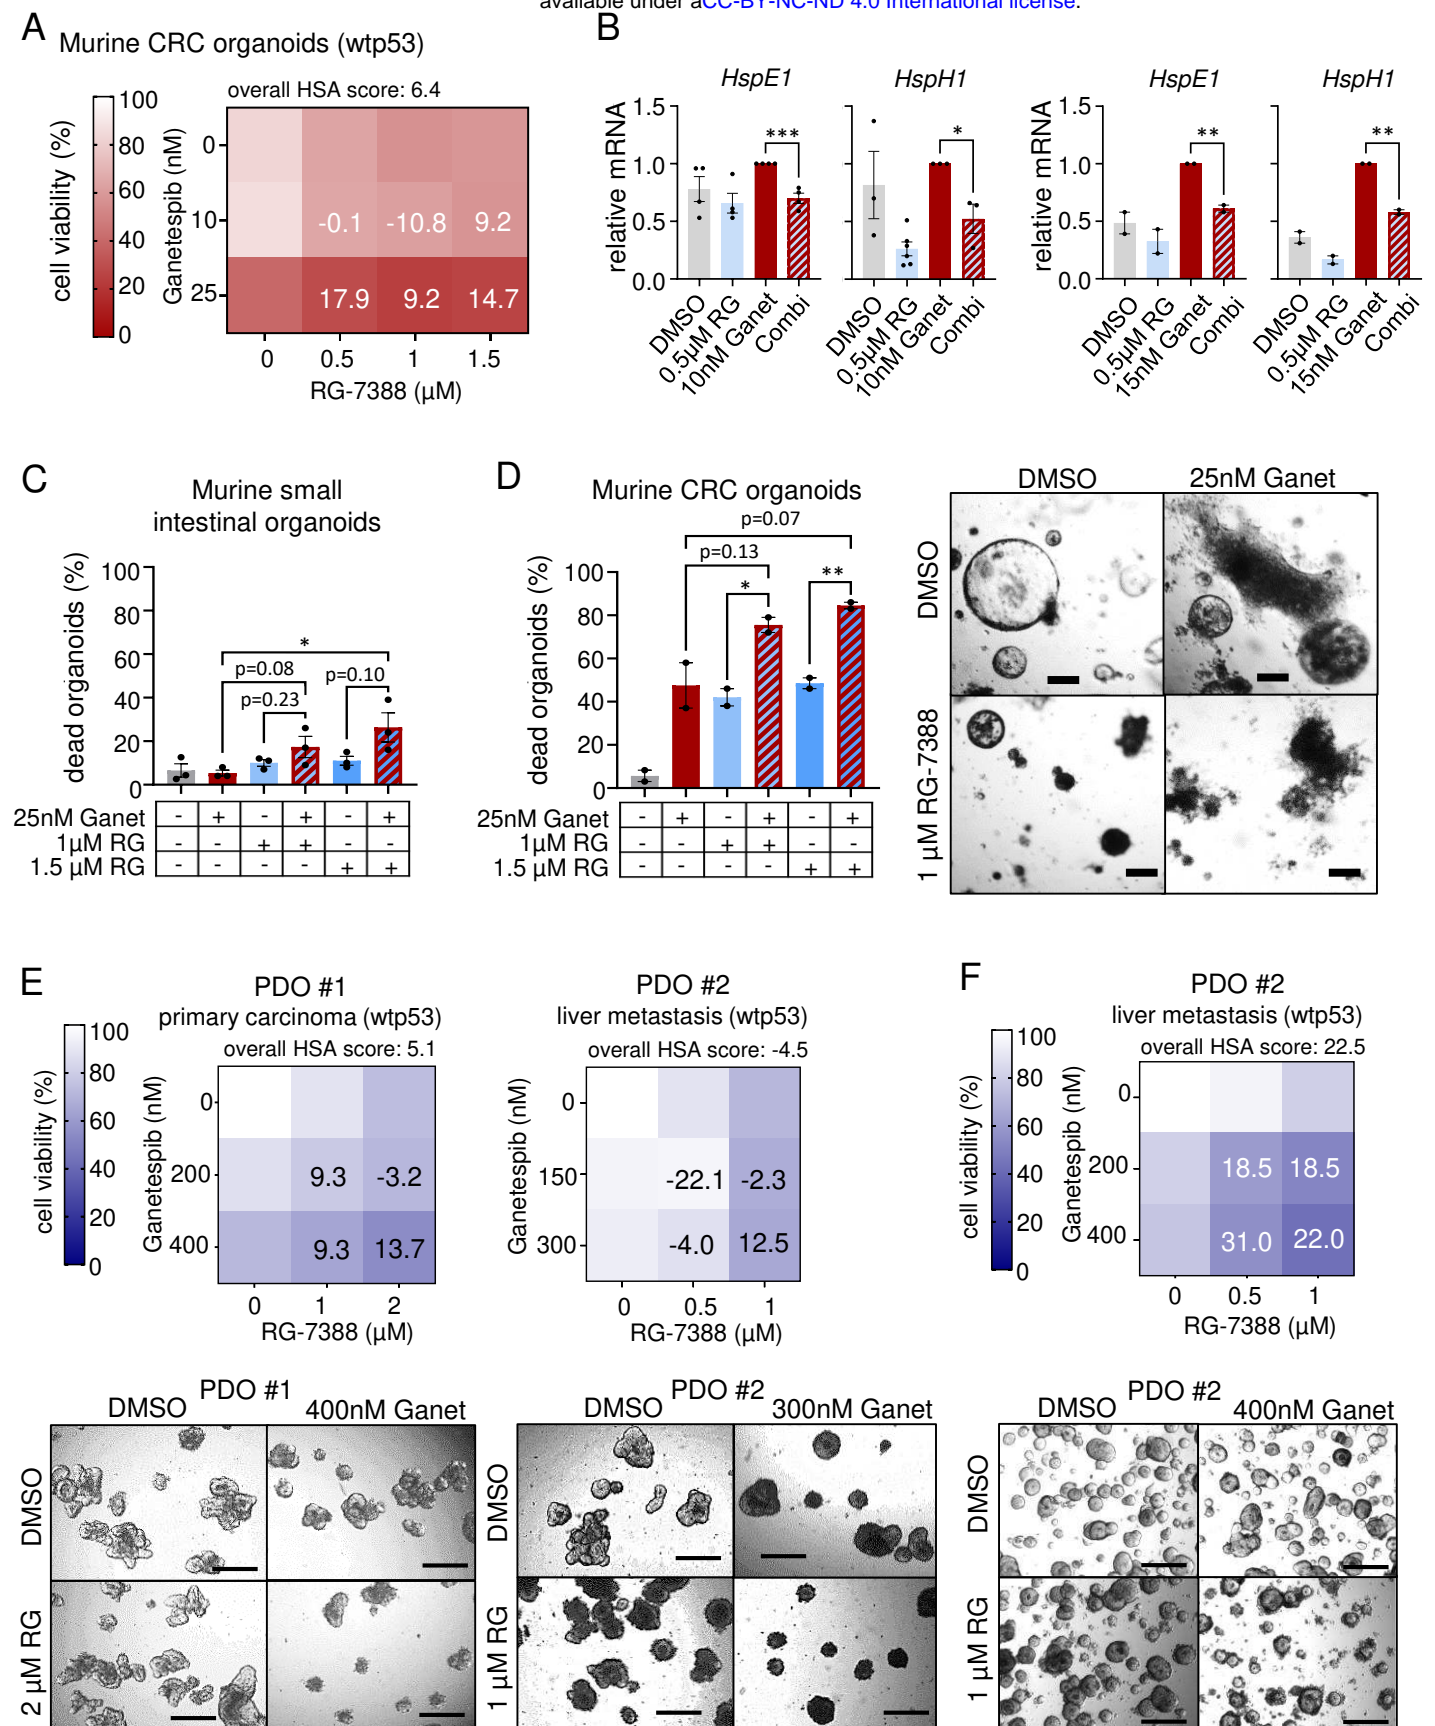 available under aCC-BY-NC-ND 4.0 International license.
A
Murine CRC organoids (wtp53)
overall HSA score: 6.4
cell viability (%)
100
80
60
40
20
0
Ganetespib (nM)
0
10
25
-0.1 -10.8 9.2
17.9 9.2 14.7
0 0.5 1 1.5
RG-7388 (µM)
B
HspE1
HspH1
HspE1
HspH1
relative mRNA
1.5
1.0
0.5
0.0
***
*
DMSO
0.5µM RG
10nM Ganet
Combi
DMSO
0.5µM RG
10nM Ganet
Combi
relative mRNA
1.5
1.0
0.5
0.0
**
**
DMSO
0.5µM RG
15nM Ganet
Combi
DMSO
0.5µM RG
15nM Ganet
Combi
C
Murine small
intestinal organoids
dead organoids (%)
100
80
60
40
20
0
*
p=0.08
p=0.10
p=0.23
25nM Ganet - + - + - +
1µM RG - - + + - -
1.5 µM RG - - - - + +
D
Murine CRC organoids
dead organoids (%)
100
80
60
40
20
0
p=0.07
p=0.13
*
**
25nM Ganet - + - + - +
1µM RG - - + + - -
1.5 µM RG - - - - + +
DMSO
25nM Ganet
DMSO
1 µM RG-7388
E
PDO #1
primary carcinoma (wtp53)
overall HSA score: 5.1
cell viability (%)
100
80
60
40
20
0
Ganetespib (nM)
0
200
400
9.3 -3.2
9.3 13.7
0 1 2
RG-7388 (µM)
PDO #2
liver metastasis (wtp53)
overall HSA score: -4.5
Ganetespib (nM)
0
150
300
-22.1 -2.3
-4.0 12.5
0 0.5 1
RG-7388 (µM)
F
PDO #2
liver metastasis (wtp53)
overall HSA score: 22.5
cell viability (%)
100
80
60
40
20
0
Ganetespib (nM)
0
200
400
18.5 18.5
31.0 22.0
0 0.5 1
RG-7388 (µM)
PDO #1
DMSO
400nM Ganet
DMSO
2 µM RG
PDO #2
DMSO
300nM Ganet
DMSO
1 µM RG
PDO #2
DMSO
400nM Ganet
DMSO
1 µM RG